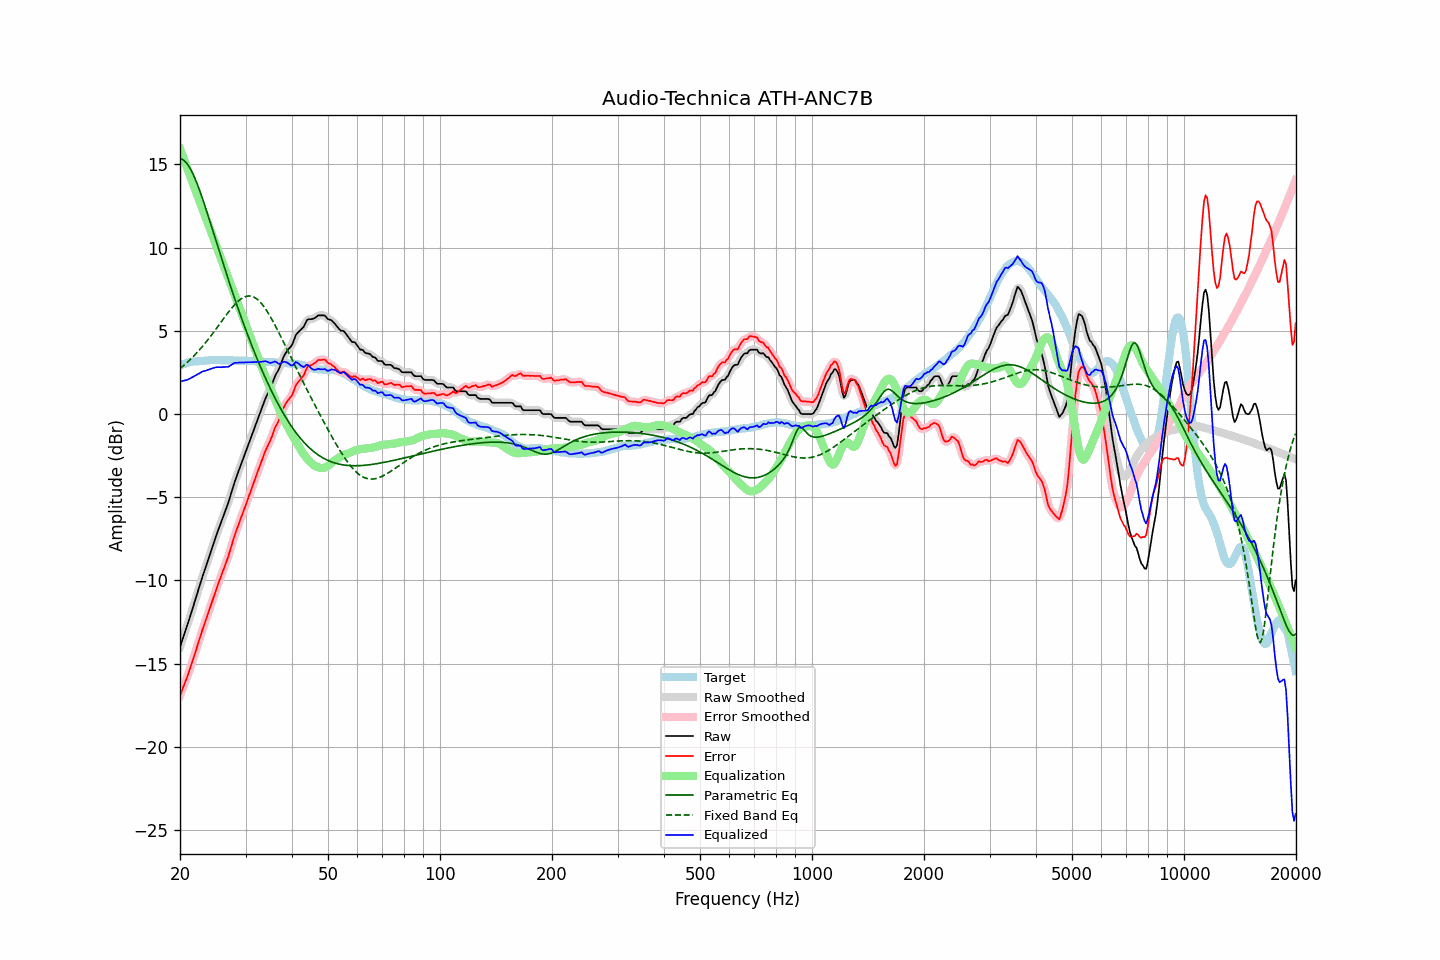 Audio-Technica ATH-ANC7B
Amplitude (dBr)
15
10
5
0
−5
−10
−15
−20
−25
Target
Raw Smoothed
Error Smoothed
Raw
Error
Equalization
Parametric Eq
Fixed Band Eq
Equalized
20 50 100 200 500 1000 2000 5000 10000 20000
Frequency (Hz)